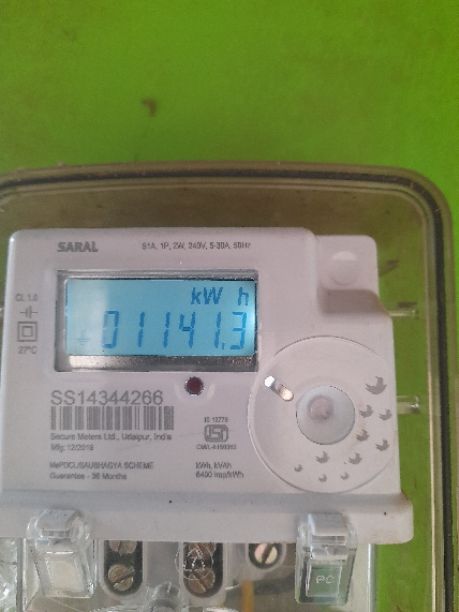 SARAL
S1A, 1P, 2W, 240V, 5-30A, 50Hz
Cl. 1.0
kW h
01141.3
27°C
SS14344266
IS 13779
Secure Meters Ltd., Udaipur, India
Mfg: 12/2018
MePDCL/SAUBHAGYA SCHEME
Guarantee - 36 Months
kWh, kVAh
6400 imp/kWh
PC